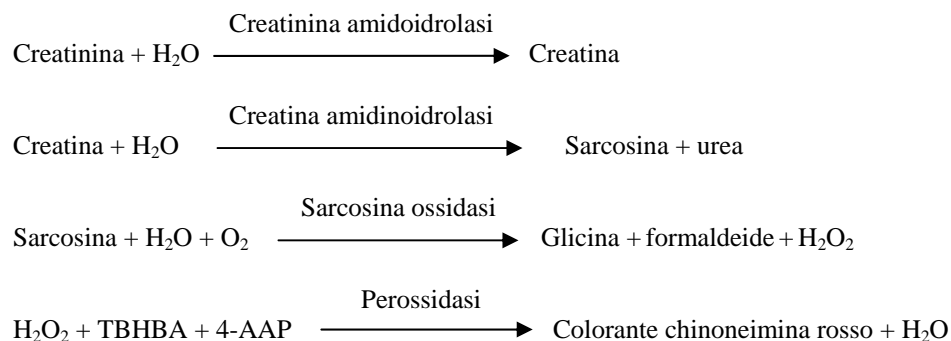 Creatinina amidoidrolasi
Creatinina + H₂O Creatina
Creatina amidinoidrolasi
Creatina + H₂O Sarcosina + urea
Sarcosina ossidasi
Sarcosina + H₂O + O₂ Glicina + formaldeide + H₂O₂
Perossidasi
H₂O₂ + TBHBA + 4-AAP Colorante chinoneimina rosso + H₂O